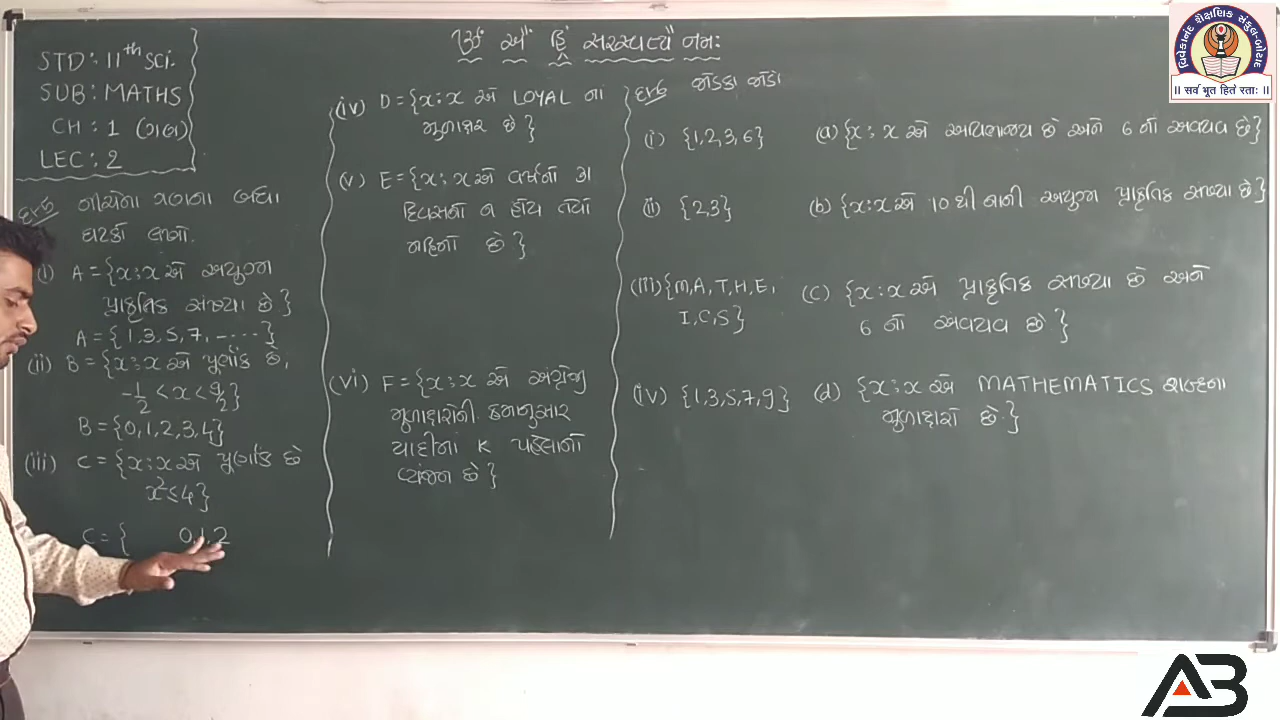 ૐ ઐં હ્રિં સરસ્વત્યૈ નમઃ
STD : 11th Sci.
SUB : MATHS
CH : 1 (ગણ)
LEC : 2
નીચેના ગણના બધા
ઘટકો લખો.
(i) A = {x : x એ અયુગ્મ
પ્રાકૃતિક સંખ્યા છે}
A = {1, 3, 5, 7, .....}
(ii) B = {x : x એ પૂર્ણાંક છે,
-1/2 < x < 9/2}
B = {0, 1, 2, 3, 4}
(iii) C = {x : x એ પૂર્ણાંક છે
x² ≤ 4}
C = { 0, 1, 2
(iv) D = {x : x એ LOYAL ના
મૂળાક્ષર છે}
(v) E = {x : x એ વર્ષનો 31
દિવસનો ન હોય તેવો
મહિનો છે}
(vi) F = {x : x એ અંગ્રેજી
મૂળાક્ષરોની ક્રમાનુસાર
યાદીનાં K પહેલાનો
વ્યંજન છે}
જોડકા જોડો
(i) {1, 2, 3, 6} (a) {x : x એ અવિભાજ્ય છે અને 6 નો અવયવ છે}
(ii) {2, 3} (b) {x : x એ 10 થી નાની અયુગ્મ પ્રાકૃતિક સંખ્યા છે}
(iii) {M, A, T, H, E, I, C, S} (c) {x : x એ પ્રાકૃતિક સંખ્યા છે અને
6 નો અવયવ છે}
(iv) {1, 3, 5, 7, 9} (d) {x : x એ MATHEMATICS શબ્દના
મૂળાક્ષરો છે.}
વિવેકાનંદ શૈક્ષણિક સંકુલ-બોટાદ
|| सर्व भूत हिते रताः ||
AB